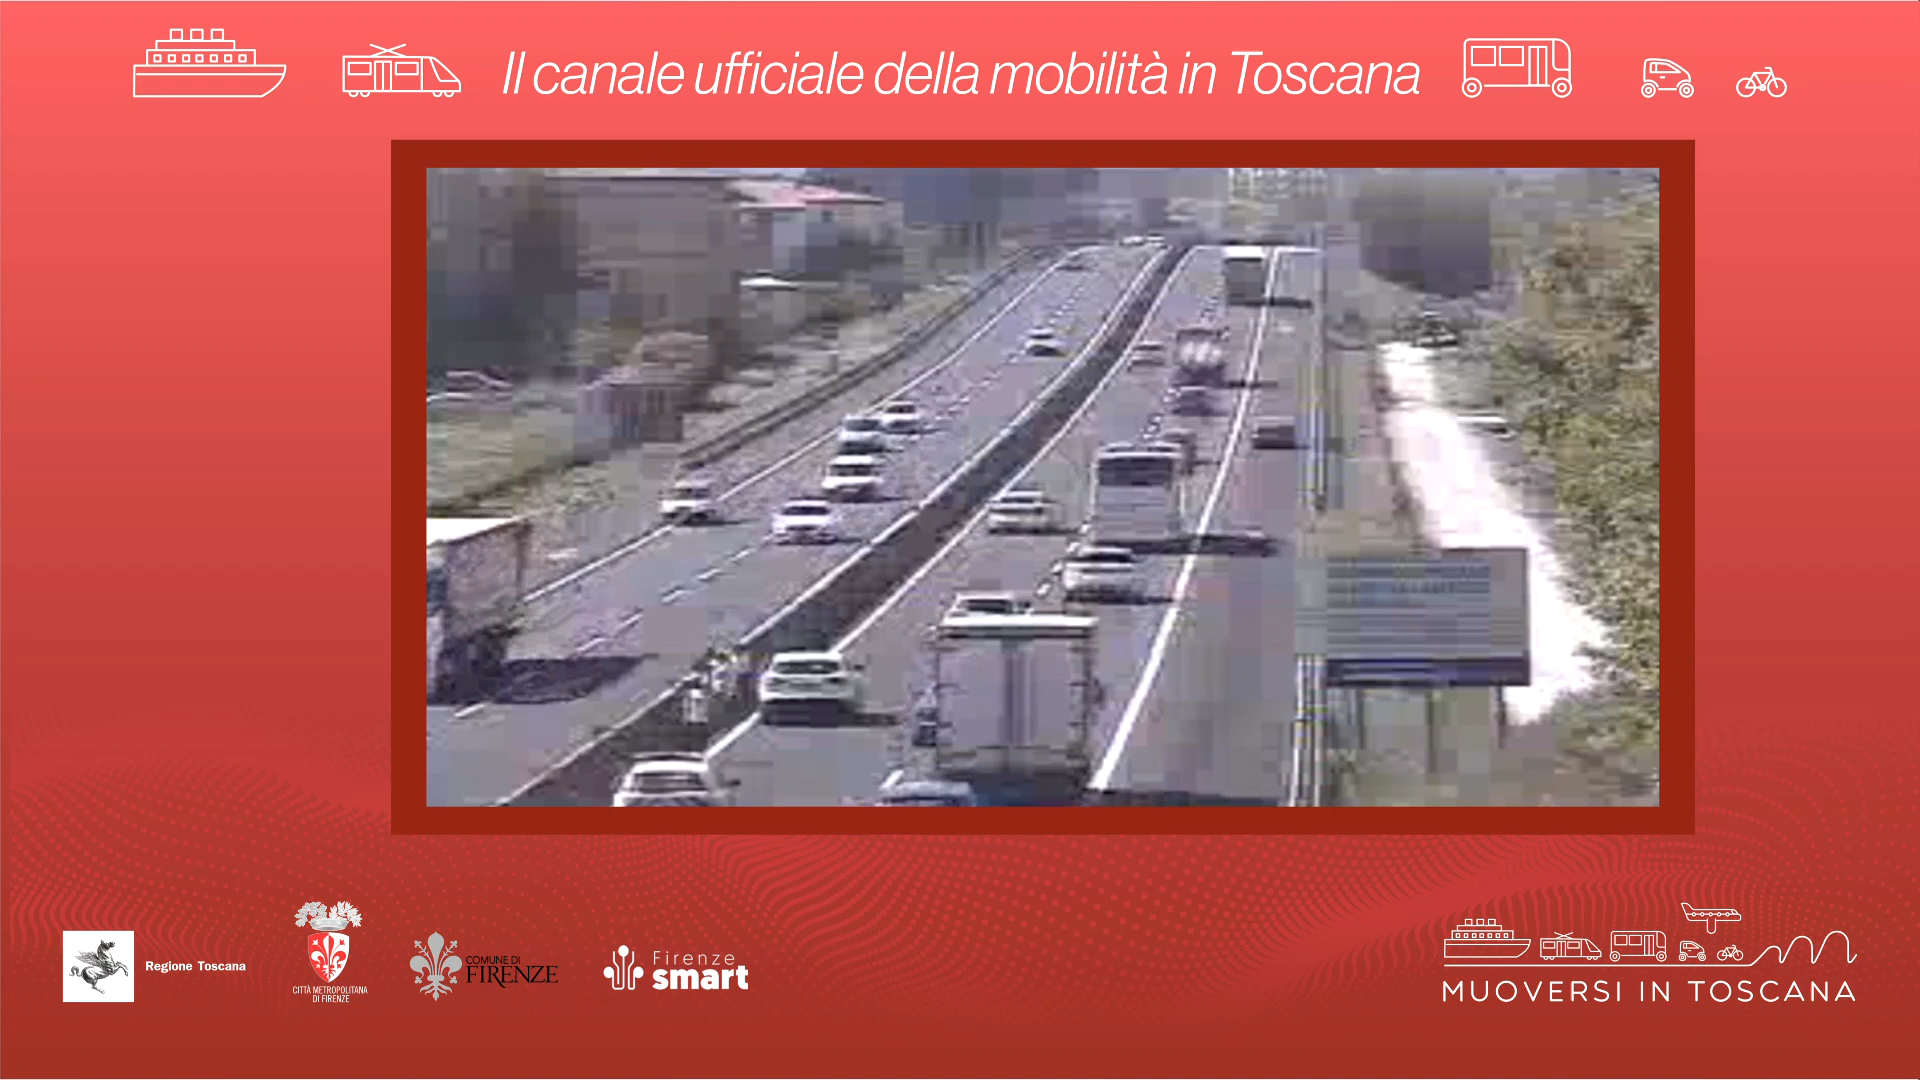 Il canale ufficiale della mobilità in Toscana
Regione Toscana
CITTÀ METROPOLITANA
DI FIRENZE
COMUNE DI
FIRENZE
Firenze
smart
MUOVERSI IN TOSCANA